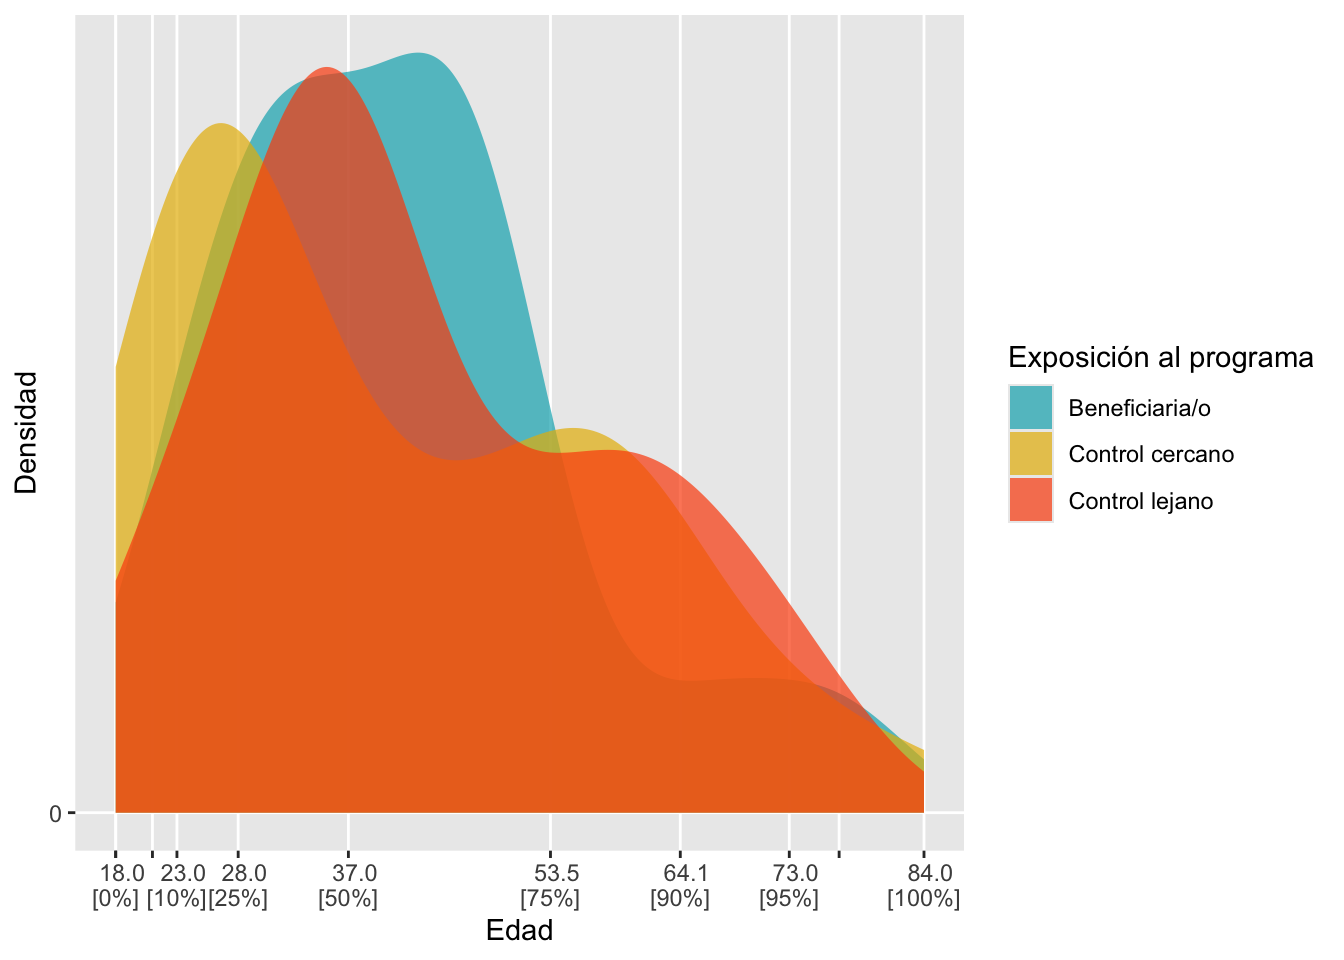 Densidad
0
18.0 23.0 28.0 37.0 53.5 64.1 73.0 84.0
[0%] [10%] [25%] [50%] [75%] [90%] [95%] [100%]
Edad
Exposición al programa
Beneficiaria/o
Control cercano
Control lejano